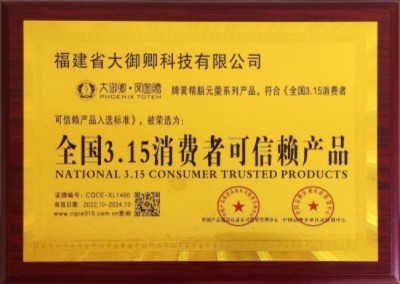 福建省大御卿科技有限公司
大御卿·凤图腾 牌黄精脂元羹系列产品，符合《全国3.15消费者
PHOENIX TOTEM
可信赖产品入选标准》，被荣选为：
全国3.15消费者可信赖产品
NATIONAL 3.15 CONSUMER TRUSTED PRODUCTS
证牌编号：CQCE-XL1460
有效日期：2022.10-2024.10
www.cqce315.com.cn查询